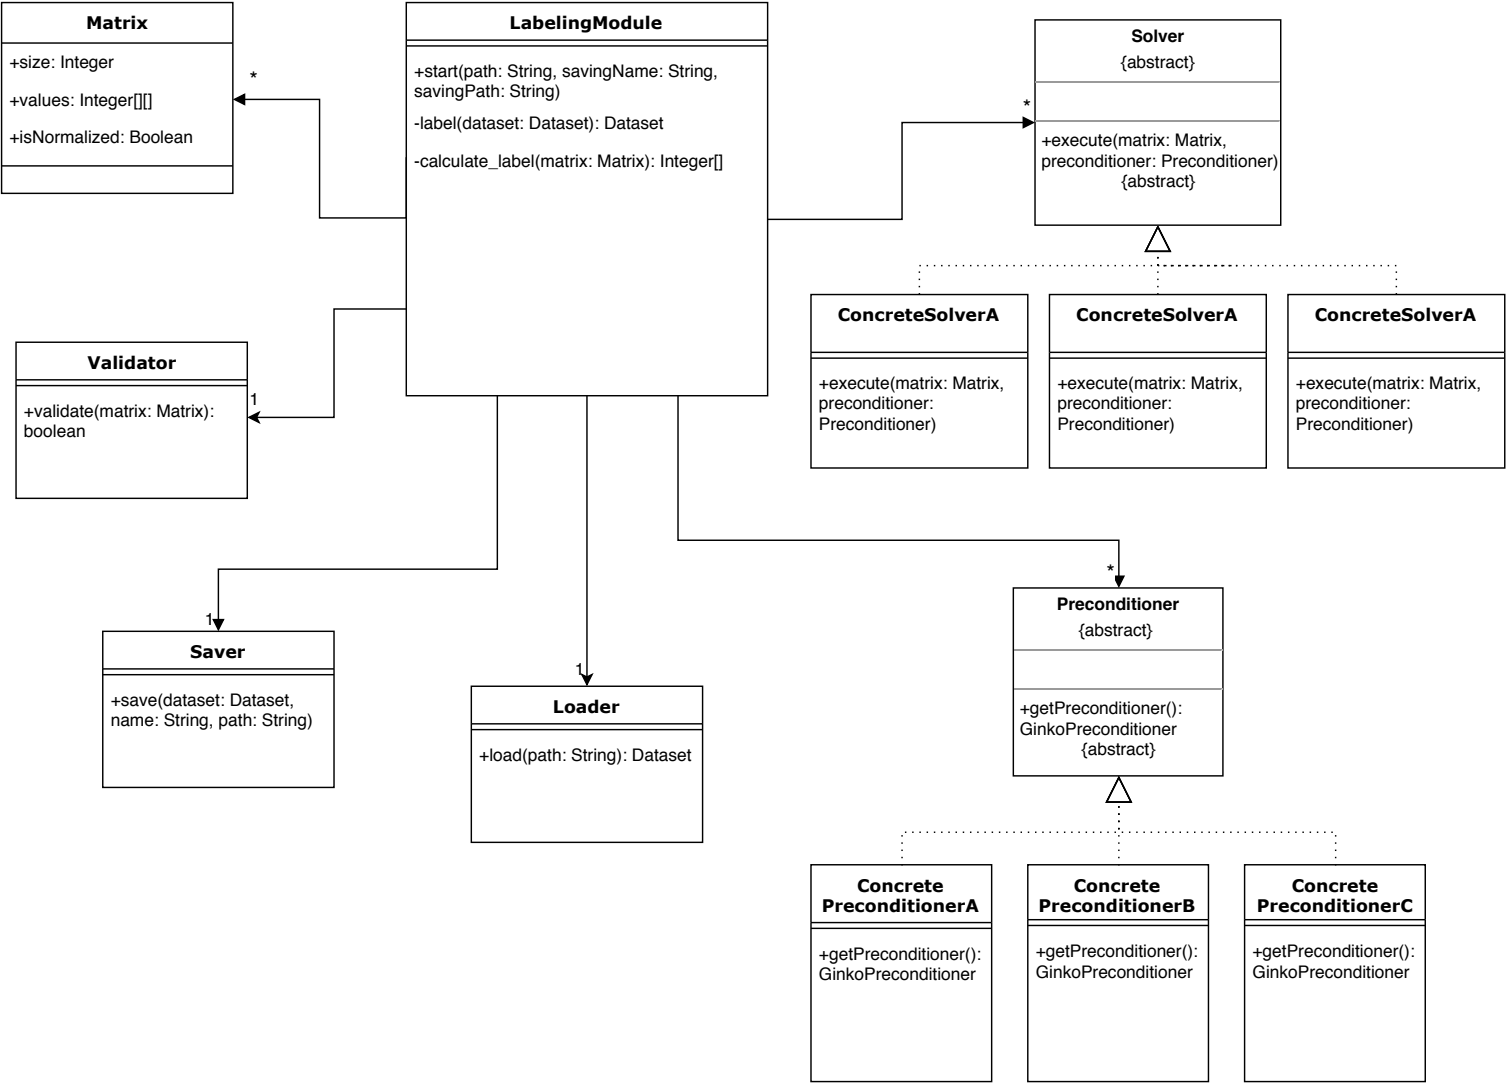 Matrix
+size: Integer
+values: Integer[][]
+isNormalized: Boolean
*
LabelingModule
+start(path: String, savingName: String,
savingPath: String)
-label(dataset: Dataset): Dataset
-calculate_label(matrix: Matrix): Integer[]
*
Solver
{abstract}
+execute(matrix: Matrix,
preconditioner: Preconditioner)
{abstract}
ConcreteSolverA
+execute(matrix: Matrix,
preconditioner:
Preconditioner)
ConcreteSolverA
+execute(matrix: Matrix,
preconditioner:
Preconditioner)
ConcreteSolverA
+execute(matrix: Matrix,
preconditioner:
Preconditioner)
Validator
+validate(matrix: Matrix):
boolean
1
1
Saver
+save(dataset: Dataset,
name: String, path: String)
1
Loader
+load(path: String): Dataset
*
Preconditioner
{abstract}
+getPreconditioner():
GinkoPreconditioner
{abstract}
Concrete
PreconditionerA
+getPreconditioner():
GinkoPreconditioner
Concrete
PreconditionerB
+getPreconditioner():
GinkoPreconditioner
Concrete
PreconditionerC
+getPreconditioner():
GinkoPreconditioner